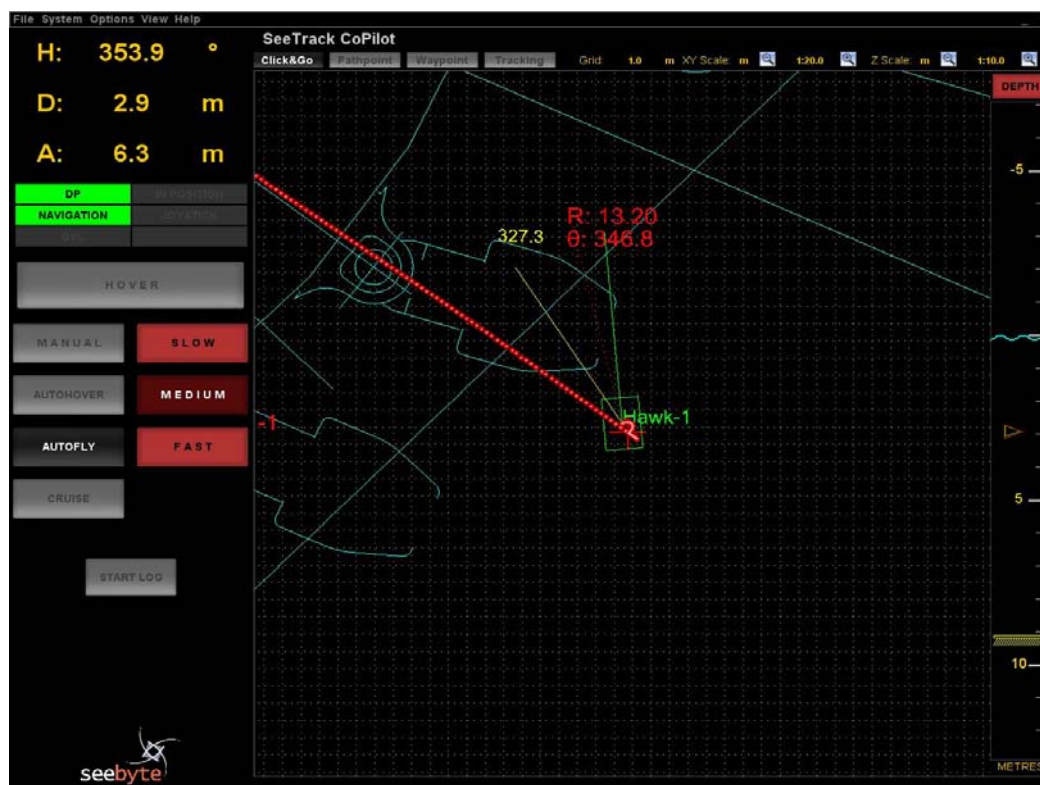 File System Options View Help
H: 353.9 °
D: 2.9 m
A: 6.3 m
DP IN POSITION
NAVIGATION JOYSTICK
HOVER
MANUAL SLOW
AUTOHOVER MEDIUM
AUTOFLY FAST
CRUISE
START LOG
seebyte
SeeTrack CoPilot
Click&Go Pathpoint Waypoint Tracking Grid: 1.0 m XY Scale: m 1:20.0 Z Scale: m 1:10.0
R: 13.20
327.3 θ: 346.8
Hawk-1
-1
DEPTH
-5
5
10
METRES